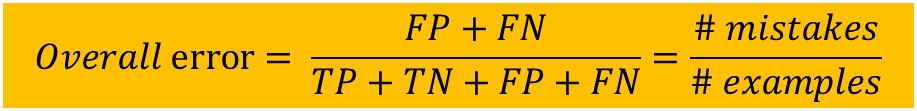 Overall error = (FP + FN) / (TP + TN + FP + FN) = # mistakes / # examples